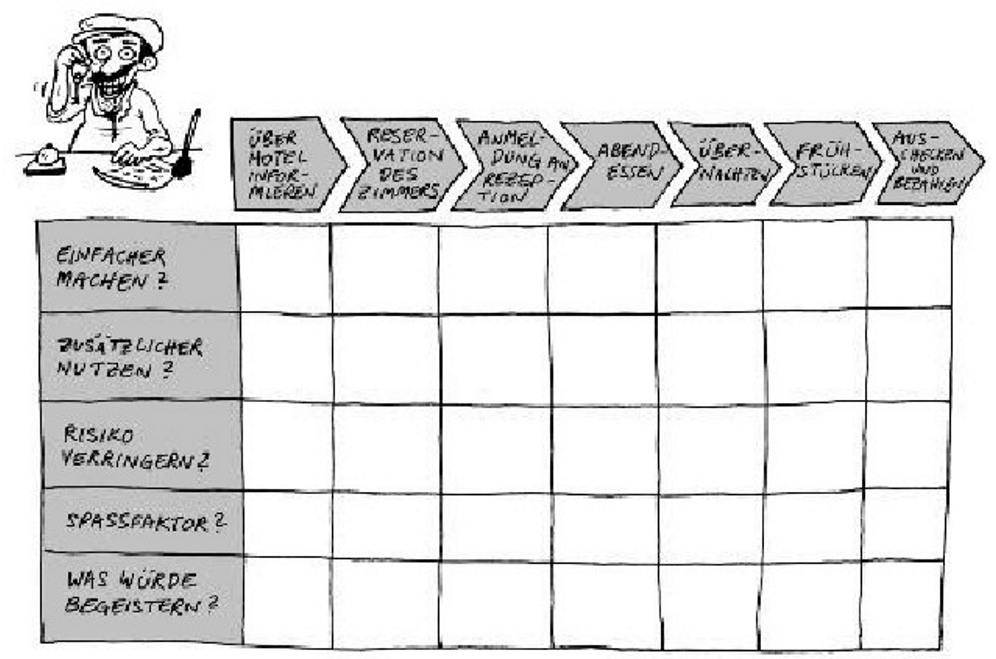 ÜBER
HOTEL
INFOR-
MIEREN
RESER-
VATION
DES
ZIMMERS
ANMEL-
DUNG AN
REZEP-
TION
ABEND-
ESSEN
ÜBER-
NACHTEN
FRÜH-
STÜCKEN
AUS-
CHECKEN
UND
BEZAHLEN
EINFACHER
MACHEN?
ZUSÄTZLICHER
NUTZEN?
RISIKO
VERRINGERN?
SPASSFAKTOR?
WAS WÜRDE
BEGEISTERN?